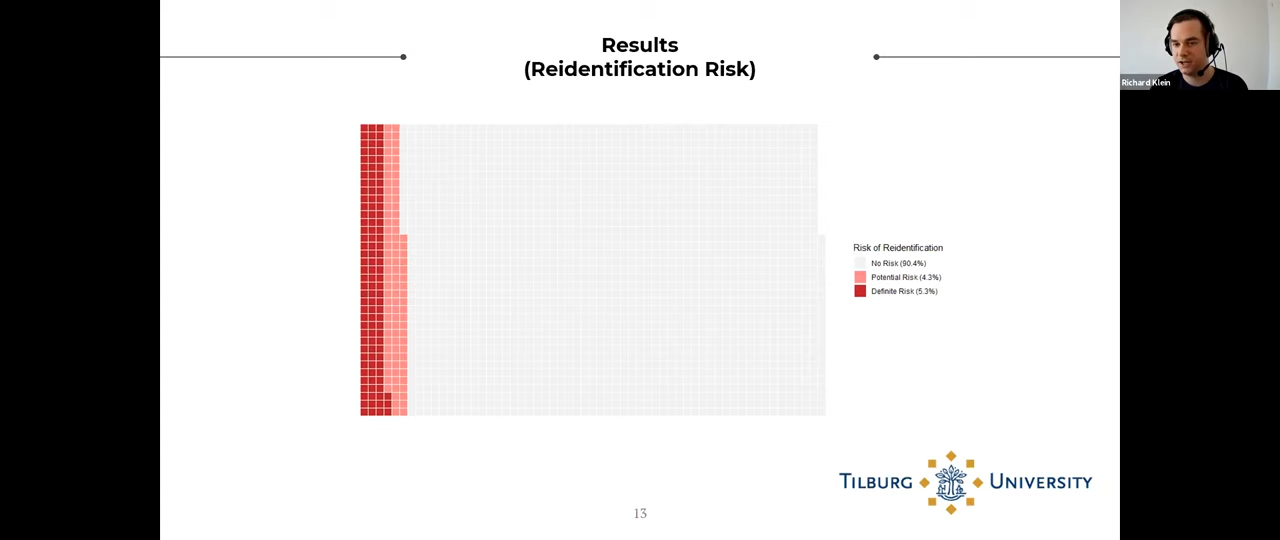 Results
(Reidentification Risk)
Richard Klein
Risk of Reidentification
No Risk (90.4%)
Potential Risk (4.3%)
Definite Risk (5.3%)
TILBURG UNIVERSITY
13